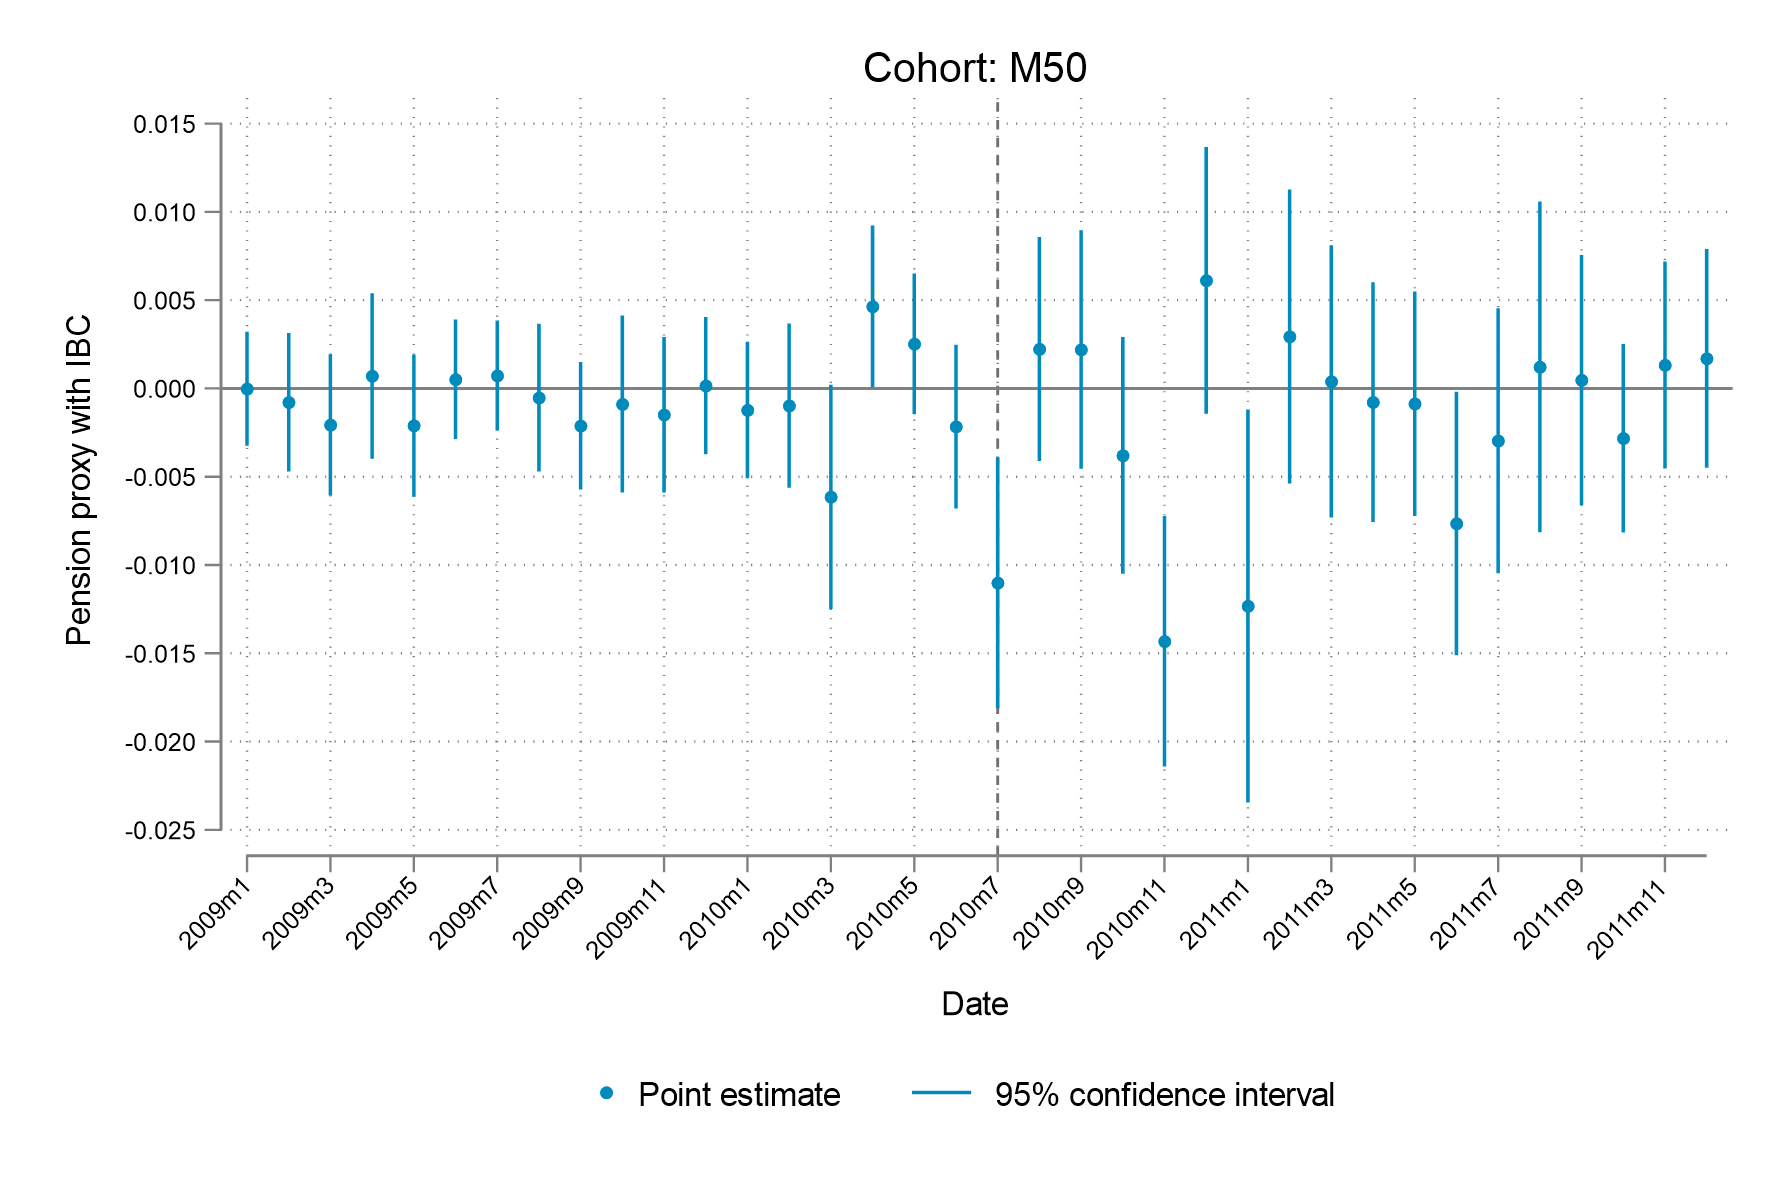 Cohort: M50
0.015
0.010
0.005
0.000
-0.005
-0.010
-0.015
-0.020
-0.025
Pension proxy with IBC
2009m1
2009m3
2009m5
2009m7
2009m9
2009m11
2010m1
2010m3
2010m5
2010m7
2010m9
2010m11
2011m1
2011m3
2011m5
2011m7
2011m9
2011m11
Date
Point estimate
95% confidence interval